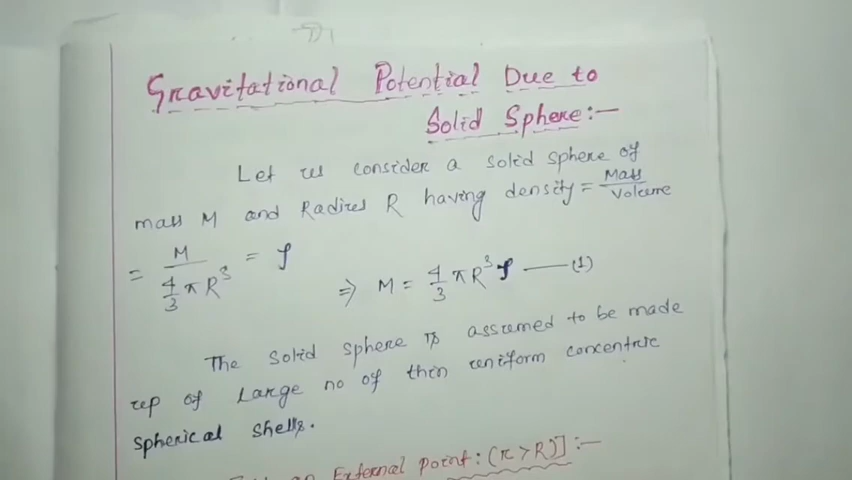 Gravitational Potential Due to
Solid Sphere:—
Let us consider a solid sphere of
mass M and Radius R having density = Mass/Volume
= M/(4/3 π R³) = ρ
⇒ M = 4/3 π R³ ρ —(1)
The solid sphere is assumed to be made
up of Large no of thin uniform concentric
spherical shells.
an External point: (r > R)]:—